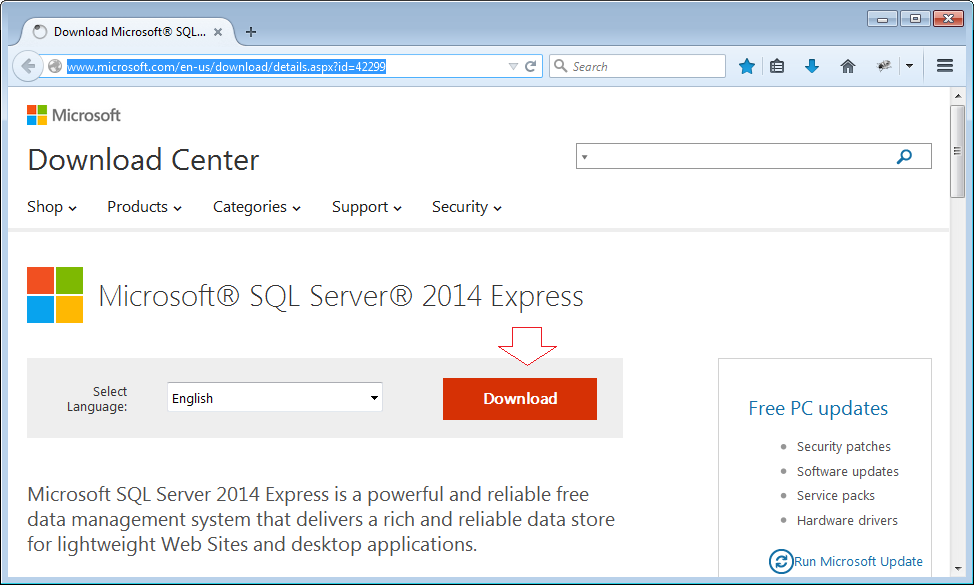 Download Microsoft® SQL...
www.microsoft.com/en-us/download/details.aspx?id=42299
Search
Microsoft
Download Center
Shop Products Categories Support Security
Microsoft® SQL Server® 2014 Express
Select
Language:
English
Download
Microsoft SQL Server 2014 Express is a powerful and reliable free
data management system that delivers a rich and reliable data store
for lightweight Web Sites and desktop applications.
Free PC updates
Security patches
Software updates
Service packs
Hardware drivers
Run Microsoft Update